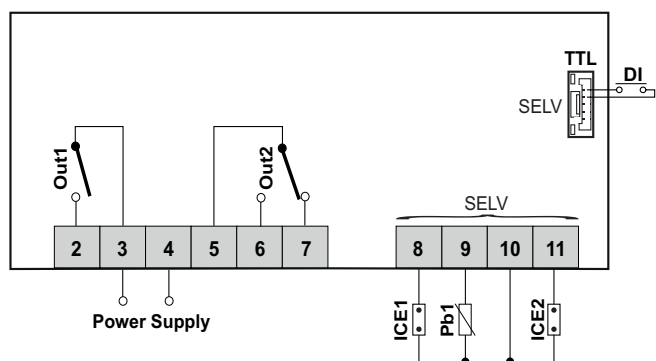 TTL
DI
SELV
Out1
Out2
SELV
2 3 4 5 6 7 8 9 10 11
Power Supply
ICE1
Pb1
ICE2